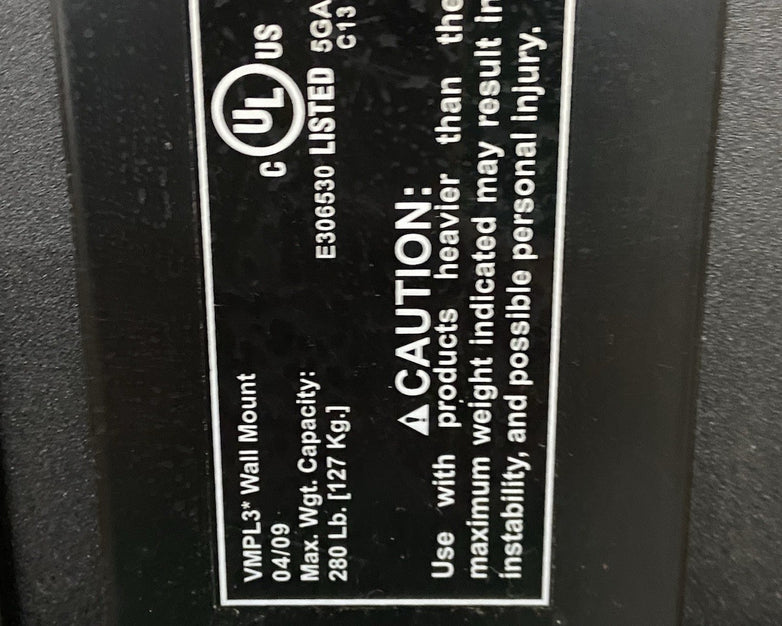 VMPL3* Wall Mount
04/09
Max. Wgt. Capacity:
280 Lb. [127 Kg.]
C UL US
E306530 LISTED 5GA
C13
CAUTION:
Use with products heavier than the
maximum weight indicated may result in
instability, and possible personal injury.